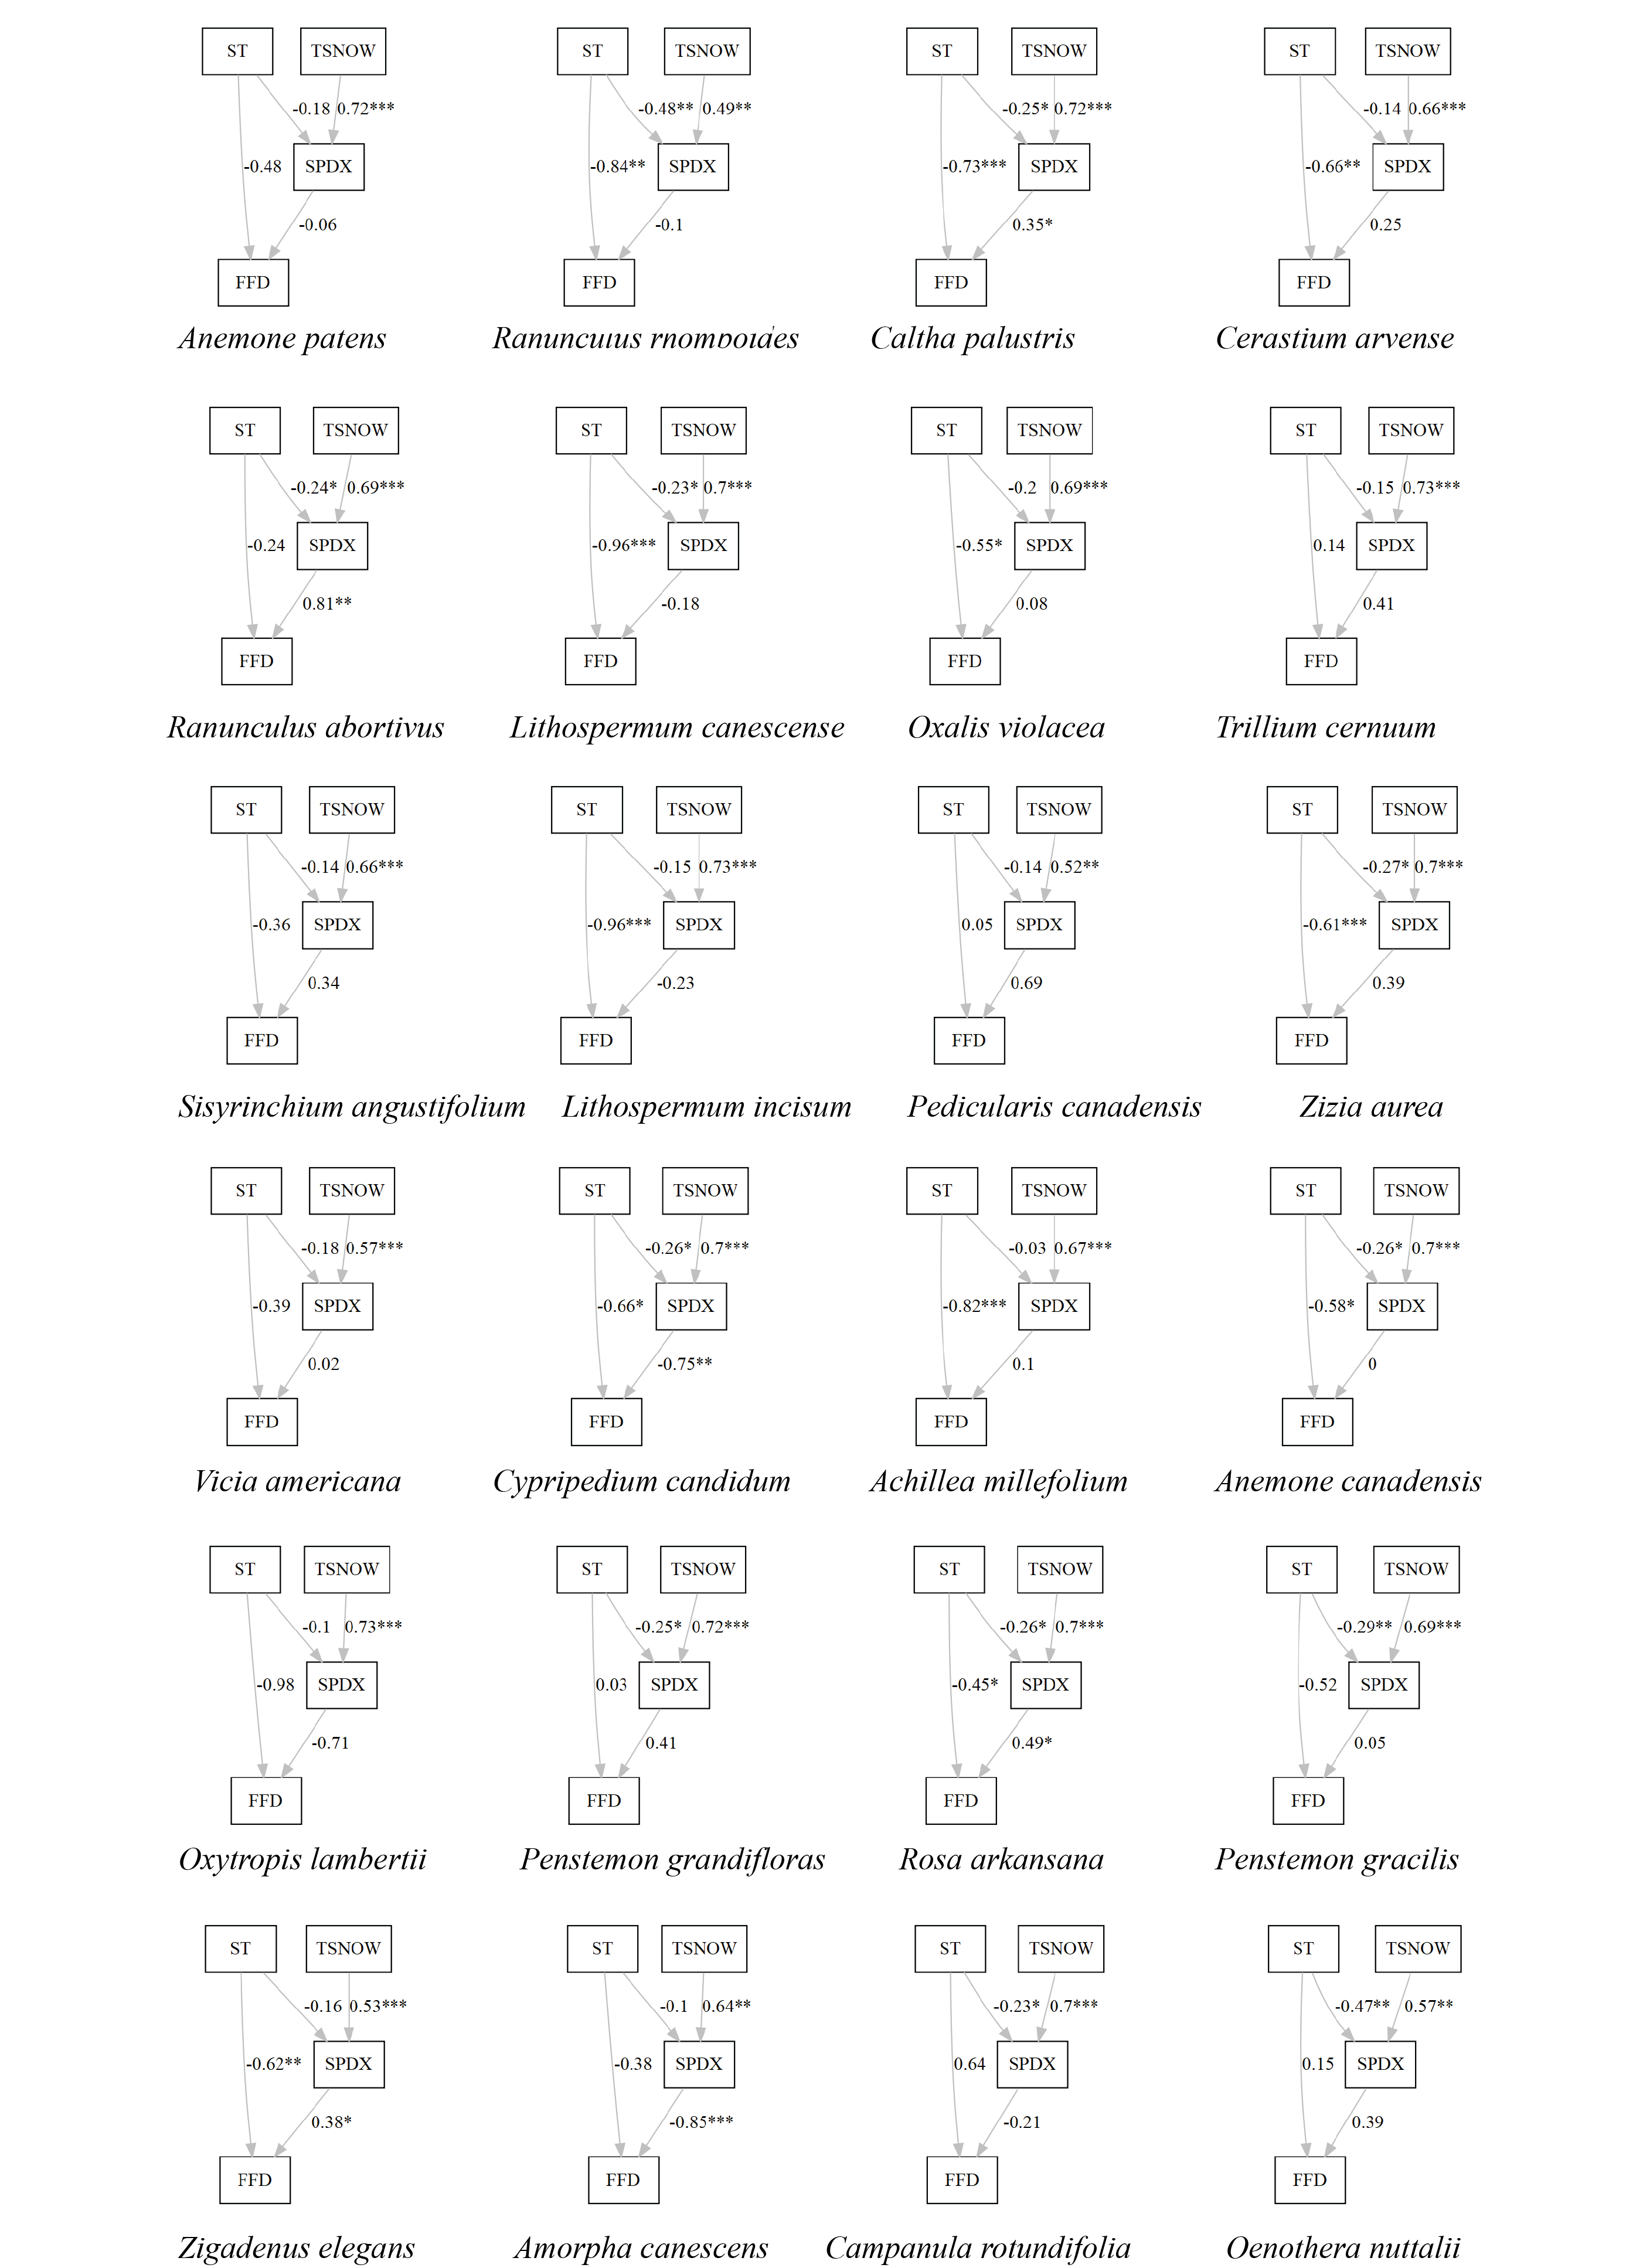 ST TSNOW ST TSNOW ST TSNOW ST TSNOW
-0.18 0.72*** -0.48** 0.49** -0.25* 0.72*** -0.14 0.66***
-0.48 SPDX -0.84** SPDX -0.73*** SPDX -0.66** SPDX
-0.06 -0.1 0.35* 0.25
FFD FFD FFD FFD
Anemone patens Ranunculus rhomboides Caltha palustris Cerastium arvense
ST TSNOW ST TSNOW ST TSNOW ST TSNOW
-0.24* 0.69*** -0.23* 0.7*** -0.2 0.69*** -0.15 0.73***
-0.24 SPDX -0.96*** SPDX -0.55* SPDX 0.14 SPDX
0.81** -0.18 0.08 0.41
FFD FFD FFD FFD
Ranunculus abortivus Lithospermum canescense Oxalis violacea Trillium cernuum
ST TSNOW ST TSNOW ST TSNOW ST TSNOW
-0.14 0.66*** -0.15 0.73*** -0.14 0.52** -0.27* 0.7***
-0.36 SPDX -0.96*** SPDX 0.05 SPDX -0.61*** SPDX
0.34 -0.23 0.69 0.39
FFD FFD FFD FFD
Sisyrinchium angustifolium Lithospermum incisum Pedicularis canadensis Zizia aurea
ST TSNOW ST TSNOW ST TSNOW ST TSNOW
-0.18 0.57*** -0.26* 0.7*** -0.03 0.67*** -0.26* 0.7***
-0.39 SPDX -0.66* SPDX -0.82*** SPDX -0.58* SPDX
0.02 -0.75** 0.1 0
FFD FFD FFD FFD
Vicia americana Cypripedium candidum Achillea millefolium Anemone canadensis
ST TSNOW ST TSNOW ST TSNOW ST TSNOW
-0.1 0.73*** -0.25* 0.72*** -0.26* 0.7*** -0.29** 0.69***
-0.98 SPDX 0.03 SPDX -0.45* SPDX -0.52 SPDX
-0.71 0.41 0.49* 0.05
FFD FFD FFD FFD
Oxytropis lambertii Penstemon grandifloras Rosa arkansana Penstemon gracilis
ST TSNOW ST TSNOW ST TSNOW ST TSNOW
-0.16 0.53*** -0.1 0.64** -0.23* 0.7*** -0.47** 0.57**
-0.62** SPDX -0.38 SPDX 0.64 SPDX 0.15 SPDX
0.38* -0.85*** -0.21 0.39
FFD FFD FFD FFD
Zigadenus elegans Amorpha canescens Campanula rotundifolia Oenothera nuttalii